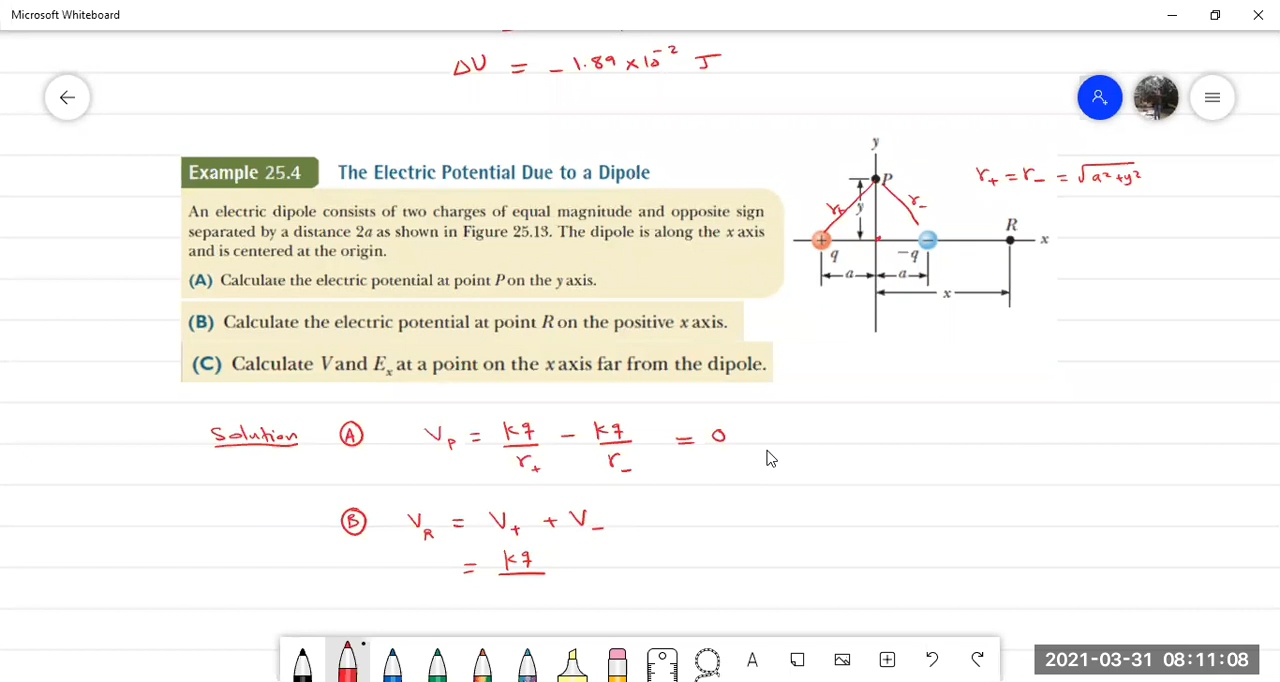 Microsoft Whiteboard
ΔU = -1.89 × 10⁻² J
Example 25.4 The Electric Potential Due to a Dipole
An electric dipole consists of two charges of equal magnitude and opposite sign
separated by a distance 2a as shown in Figure 25.13. The dipole is along the x axis
and is centered at the origin.
(A) Calculate the electric potential at point P on the y axis.
(B) Calculate the electric potential at point R on the positive x axis.
(C) Calculate V and Eₓ at a point on the x axis far from the dipole.
y
P
r₊ = r₋ = √a²+y²
r₊ y r₋
R
+ − x
q −q
a a
x
Solution Ⓐ V_P = kq/r₊ − kq/r₋ = 0
Ⓑ V_R = V₊ + V₋
= kq
A
2021-03-31 08:11:08